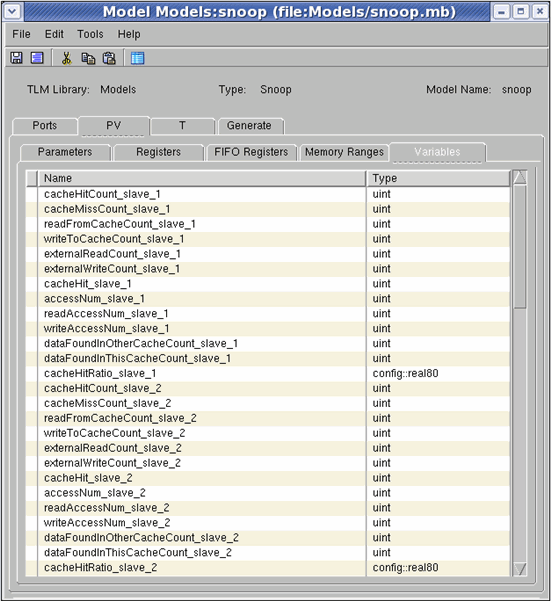 Model Models:snoop (file:Models/snoop.mb)
File Edit Tools Help
TLM Library: Models Type: Snoop Model Name: snoop
Ports PV T Generate
Parameters Registers FIFO Registers Memory Ranges Variables
Name Type
cacheHitCount_slave_1 uint
cacheMissCount_slave_1 uint
readFromCacheCount_slave_1 uint
writeToCacheCount_slave_1 uint
externalReadCount_slave_1 uint
externalWriteCount_slave_1 uint
cacheHit_slave_1 uint
accessNum_slave_1 uint
readAccessNum_slave_1 uint
writeAccessNum_slave_1 uint
dataFoundInOtherCacheCount_slave_1 uint
dataFoundInThisCacheCount_slave_1 uint
cacheHitRatio_slave_1 config::real80
cacheHitCount_slave_2 uint
cacheMissCount_slave_2 uint
readFromCacheCount_slave_2 uint
writeToCacheCount_slave_2 uint
externalReadCount_slave_2 uint
externalWriteCount_slave_2 uint
cacheHit_slave_2 uint
accessNum_slave_2 uint
readAccessNum_slave_2 uint
writeAccessNum_slave_2 uint
dataFoundInOtherCacheCount_slave_2 uint
dataFoundInThisCacheCount_slave_2 uint
cacheHitRatio_slave_2 config::real80